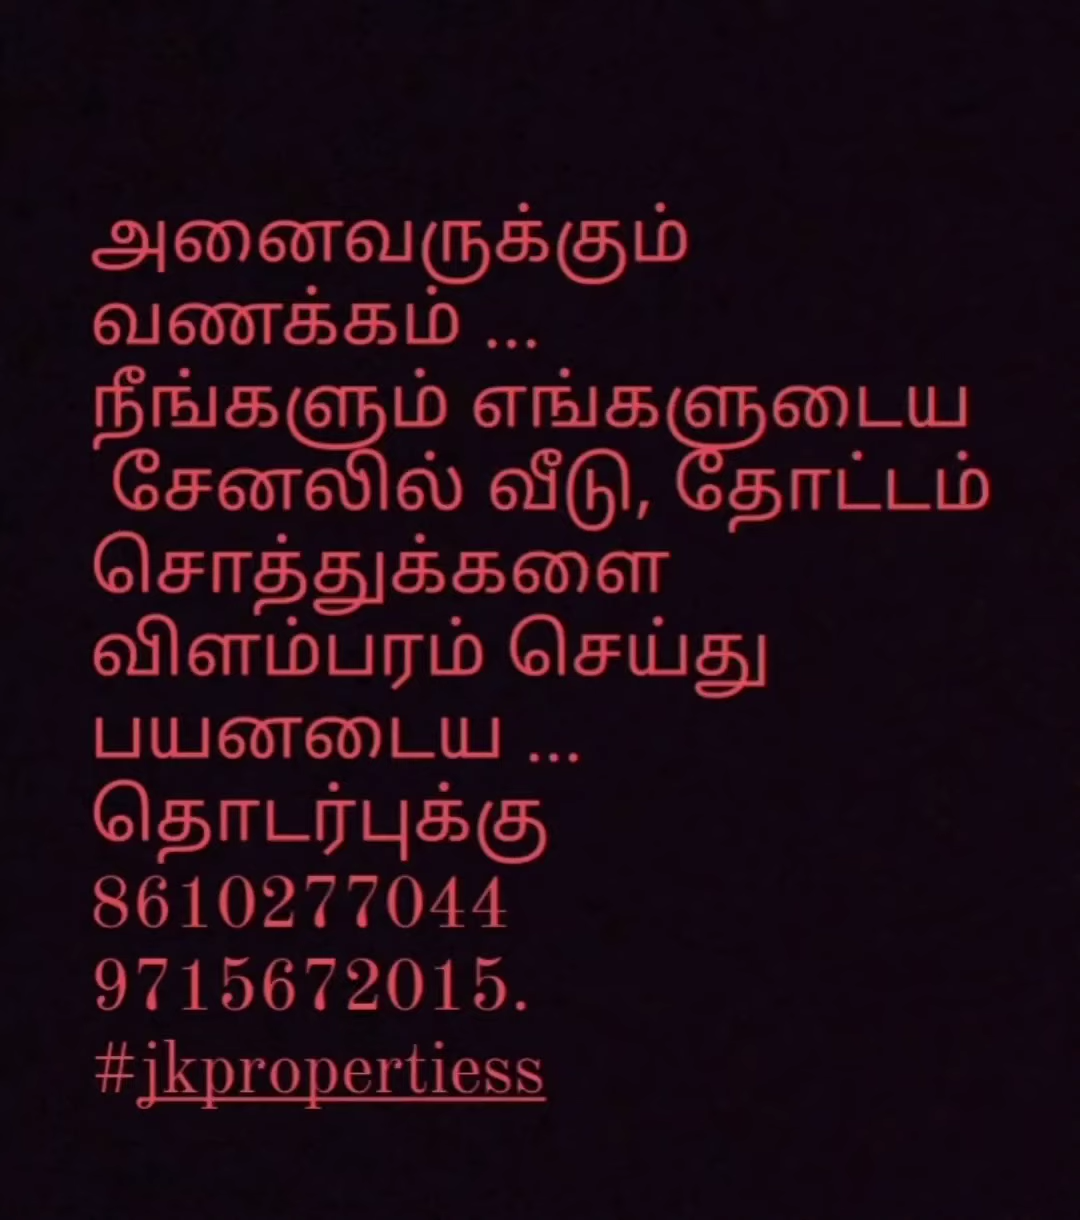 அனைவருக்கும்
வணக்கம் ...
நீங்களும் எங்களுடைய
சேனலில் வீடு, தோட்டம்
சொத்துக்களை
விளம்பரம் செய்து
பயனடைய ...
தொடர்புக்கு
8610277044
9715672015.
#jkpropertiess